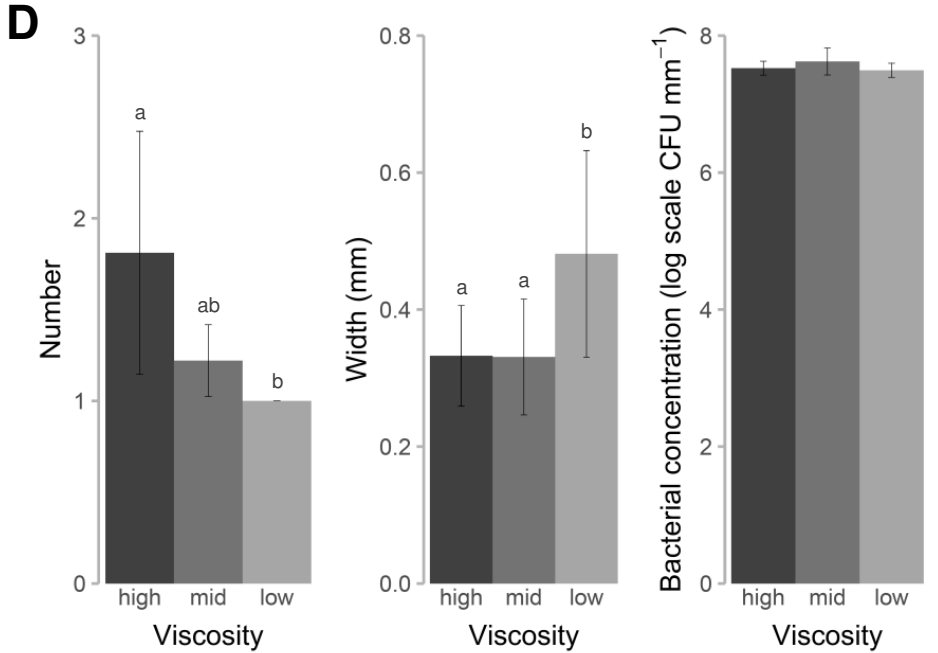 D
Number
3
2
1
0
a
ab
b
high mid low
Viscosity
Width (mm)
0.8
0.6
0.4
0.2
0.0
a
a
b
high mid low
Viscosity
Bacterial concentration (log scale CFU mm⁻¹)
8
6
4
2
0
high mid low
Viscosity